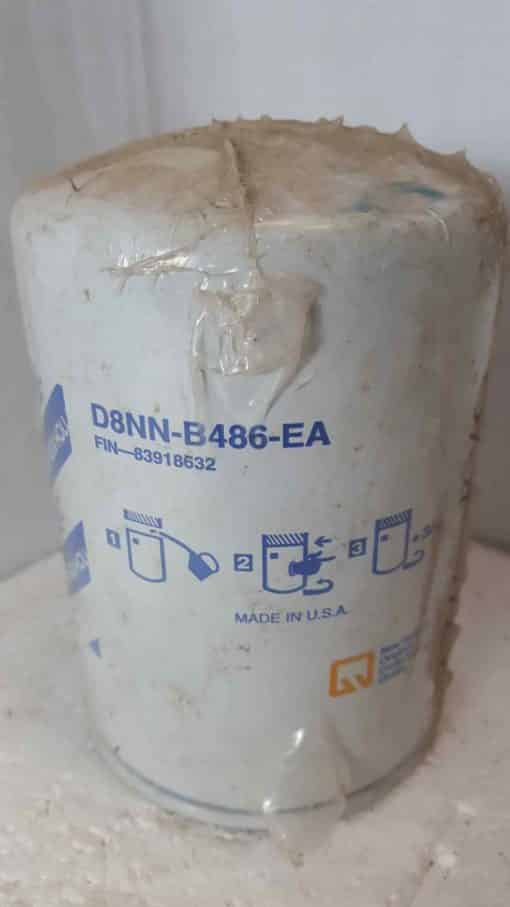 D8NN-B486-EA
FIN—83918632
1
2
3
MADE IN U.S.A.